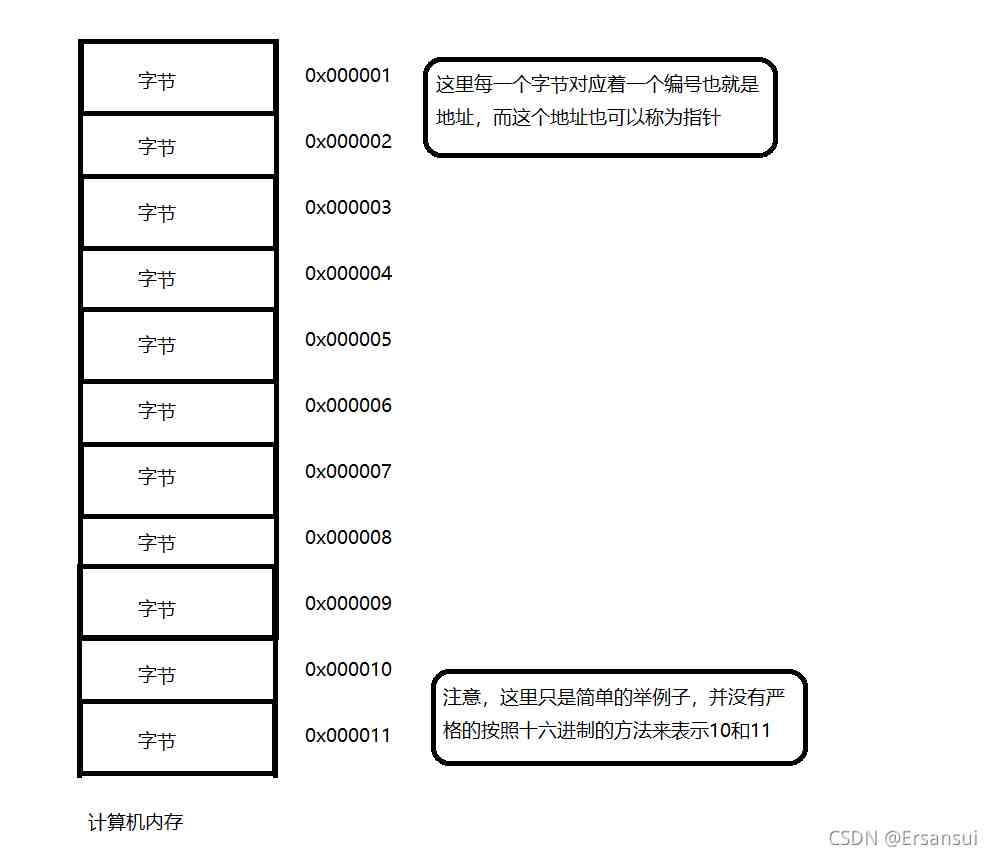 字节 0x000001
这里每一个字节对应着一个编号也就是
地址，而这个地址也可以称为指针
字节 0x000002
字节 0x000003
字节 0x000004
字节 0x000005
字节 0x000006
字节 0x000007
字节 0x000008
字节 0x000009
字节 0x000010
注意，这里只是简单的举例子，并没有严
格的按照十六进制的方法来表示10和11
字节 0x000011
计算机内存
CSDN @Ersansui